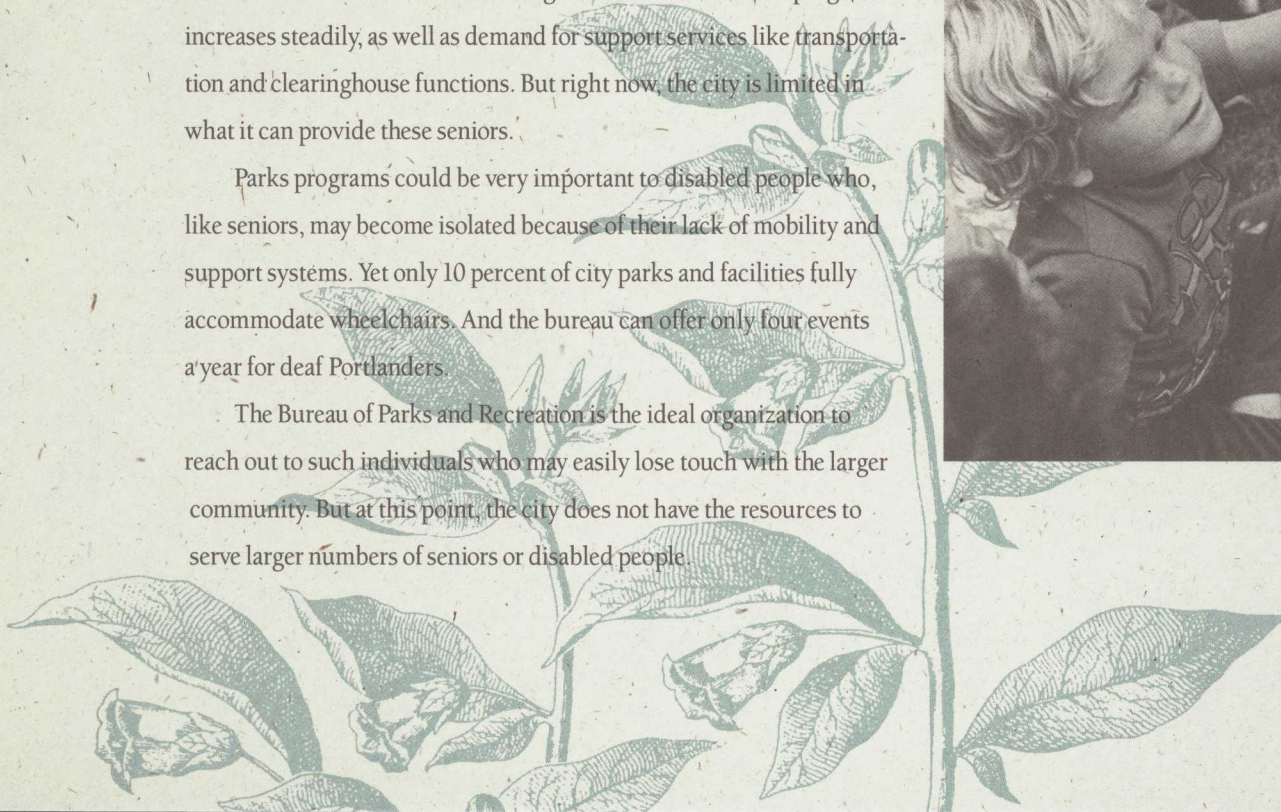 increases steadily, as well as demand for support services like transporta-
tion and clearinghouse functions. But right now, the city is limited in
what it can provide these seniors.
Parks programs could be very important to disabled people who,
like seniors, may become isolated because of their lack of mobility and
support systems. Yet only 10 percent of city parks and facilities fully
accommodate wheelchairs. And the bureau can offer only four events
a year for deaf Portlanders.
The Bureau of Parks and Recreation is the ideal organization to
reach out to such individuals who may easily lose touch with the larger
community. But at this point, the city does not have the resources to
serve larger numbers of seniors or disabled people.